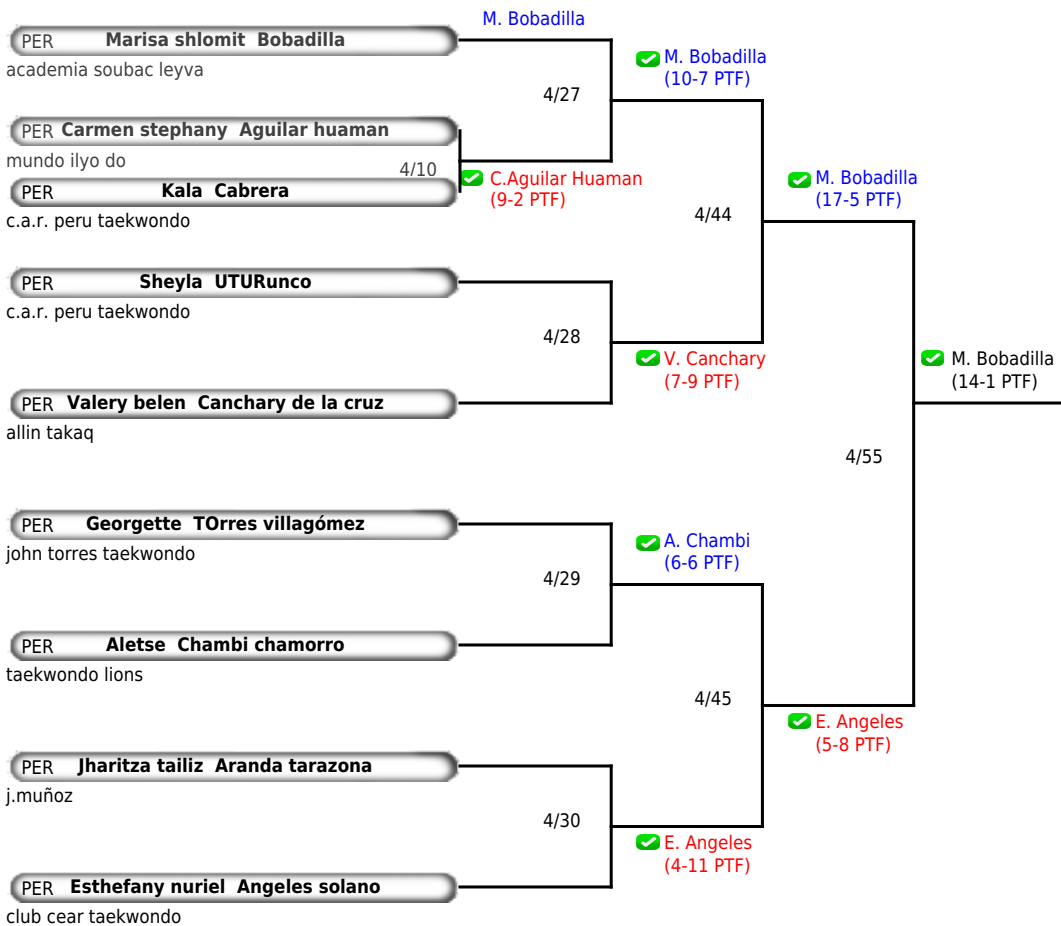 M. Bobadilla
PER Marisa shlomit Bobadilla
academia soubac leyva
M. Bobadilla
(10-7 PTF)
4/27
PER Carmen stephany Aguilar huaman
mundo ilyo do
4/10
C.Aguilar Huaman
(9-2 PTF)
PER Kala Cabrera
c.a.r. peru taekwondo
M. Bobadilla
(17-5 PTF)
4/44
PER Sheyla UTURunco
c.a.r. peru taekwondo
4/28
V. Canchary
(7-9 PTF)
M. Bobadilla
(14-1 PTF)
PER Valery belen Canchary de la cruz
allin takaq
4/55
PER Georgette TOrres villagómez
john torres taekwondo
A. Chambi
(6-6 PTF)
4/29
PER Aletse Chambi chamorro
taekwondo lions
4/45
E. Angeles
(5-8 PTF)
PER Jharitza tailiz Aranda tarazona
j.muñoz
4/30
E. Angeles
(4-11 PTF)
PER Esthefany nuriel Angeles solano
club cear taekwondo